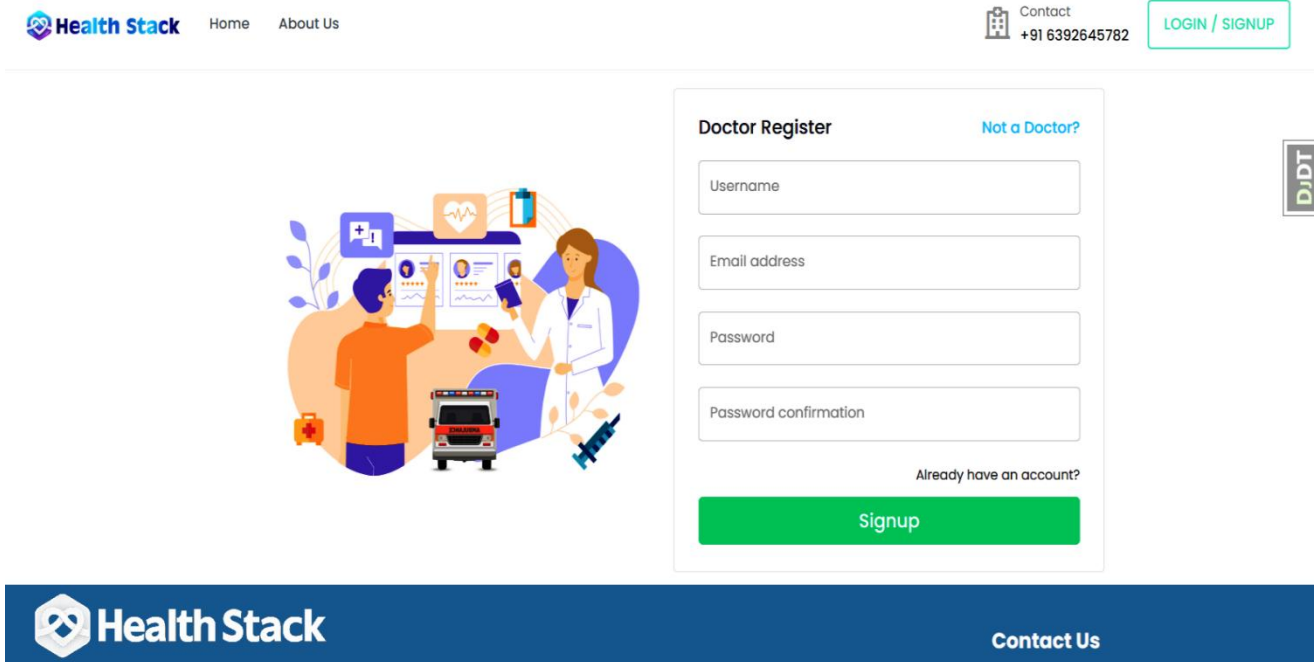 Health Stack
Home
About Us
Contact
+91 6392645782
LOGIN / SIGNUP
Doctor Register
Not a Doctor?
Username
Email address
Password
Password confirmation
Already have an account?
Signup
DJDT
Health Stack
Contact Us